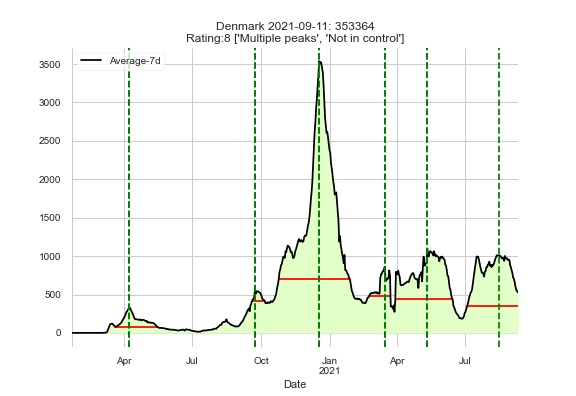 Denmark 2021-09-11: 353364
Rating:8 ['Multiple peaks', 'Not in control']
Average-7d
3500
3000
2500
2000
1500
1000
500
0
Apr Jul Oct Jan Apr Jul
2021
Date